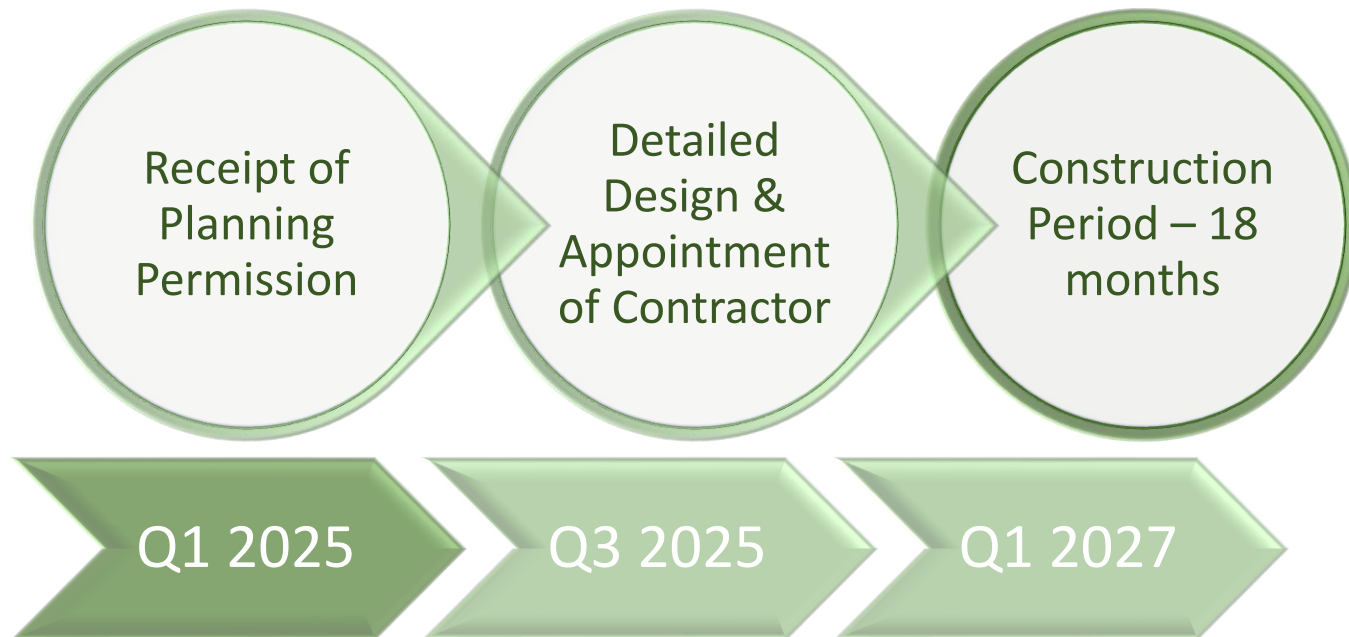 Receipt of
Planning
Permission
Detailed
Design &
Appointment
of Contractor
Construction
Period – 18
months
Q1 2025
Q3 2025
Q1 2027